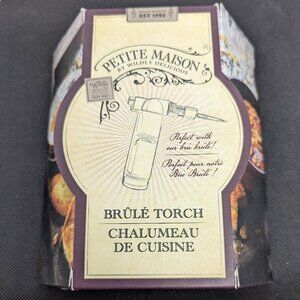 EST 1992
PETITE MAISON
BY WILDLY DELICIOUS
Perfect with
our brie brûlé!
Parfait pour notre
Brie Brûlé!
BRÛLÉ TORCH
CHALUMEAU
DE CUISINE